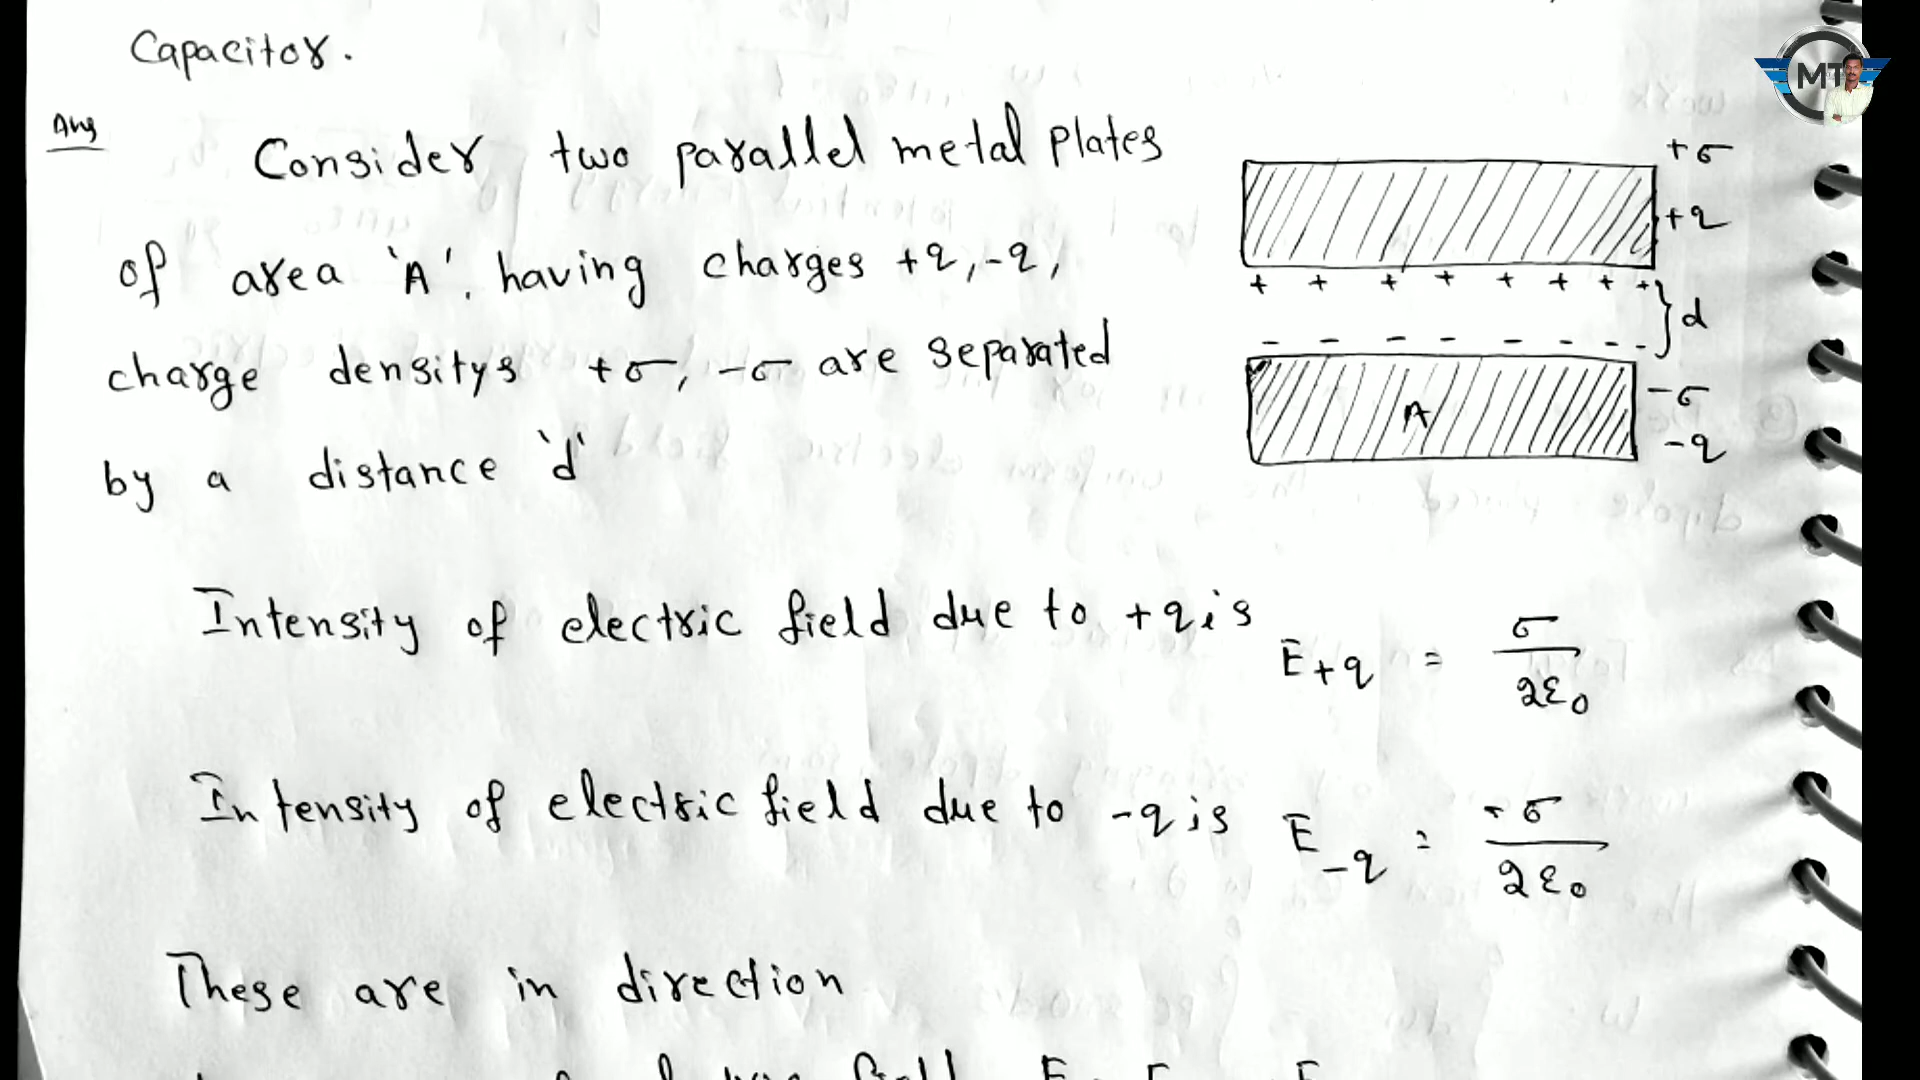 Capacitor.
Ans
Consider two parallel metal plates
of area 'A', having charges +q, -q,
charge densitys +σ, -σ are separated
by a distance 'd'
+σ
+q
+ + + + + + + +
d
- - - - - - - -
-σ
A
-q
Intensity of electric field due to +q is E+q = σ/2ε₀
Intensity of electric field due to -q is E-q = -σ/2ε₀
These are in direction
MT